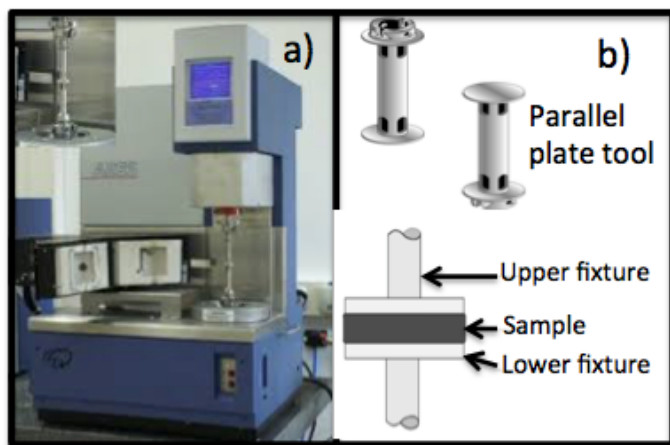 a)
b)
Parallel
plate tool
Upper fixture
Sample
Lower fixture